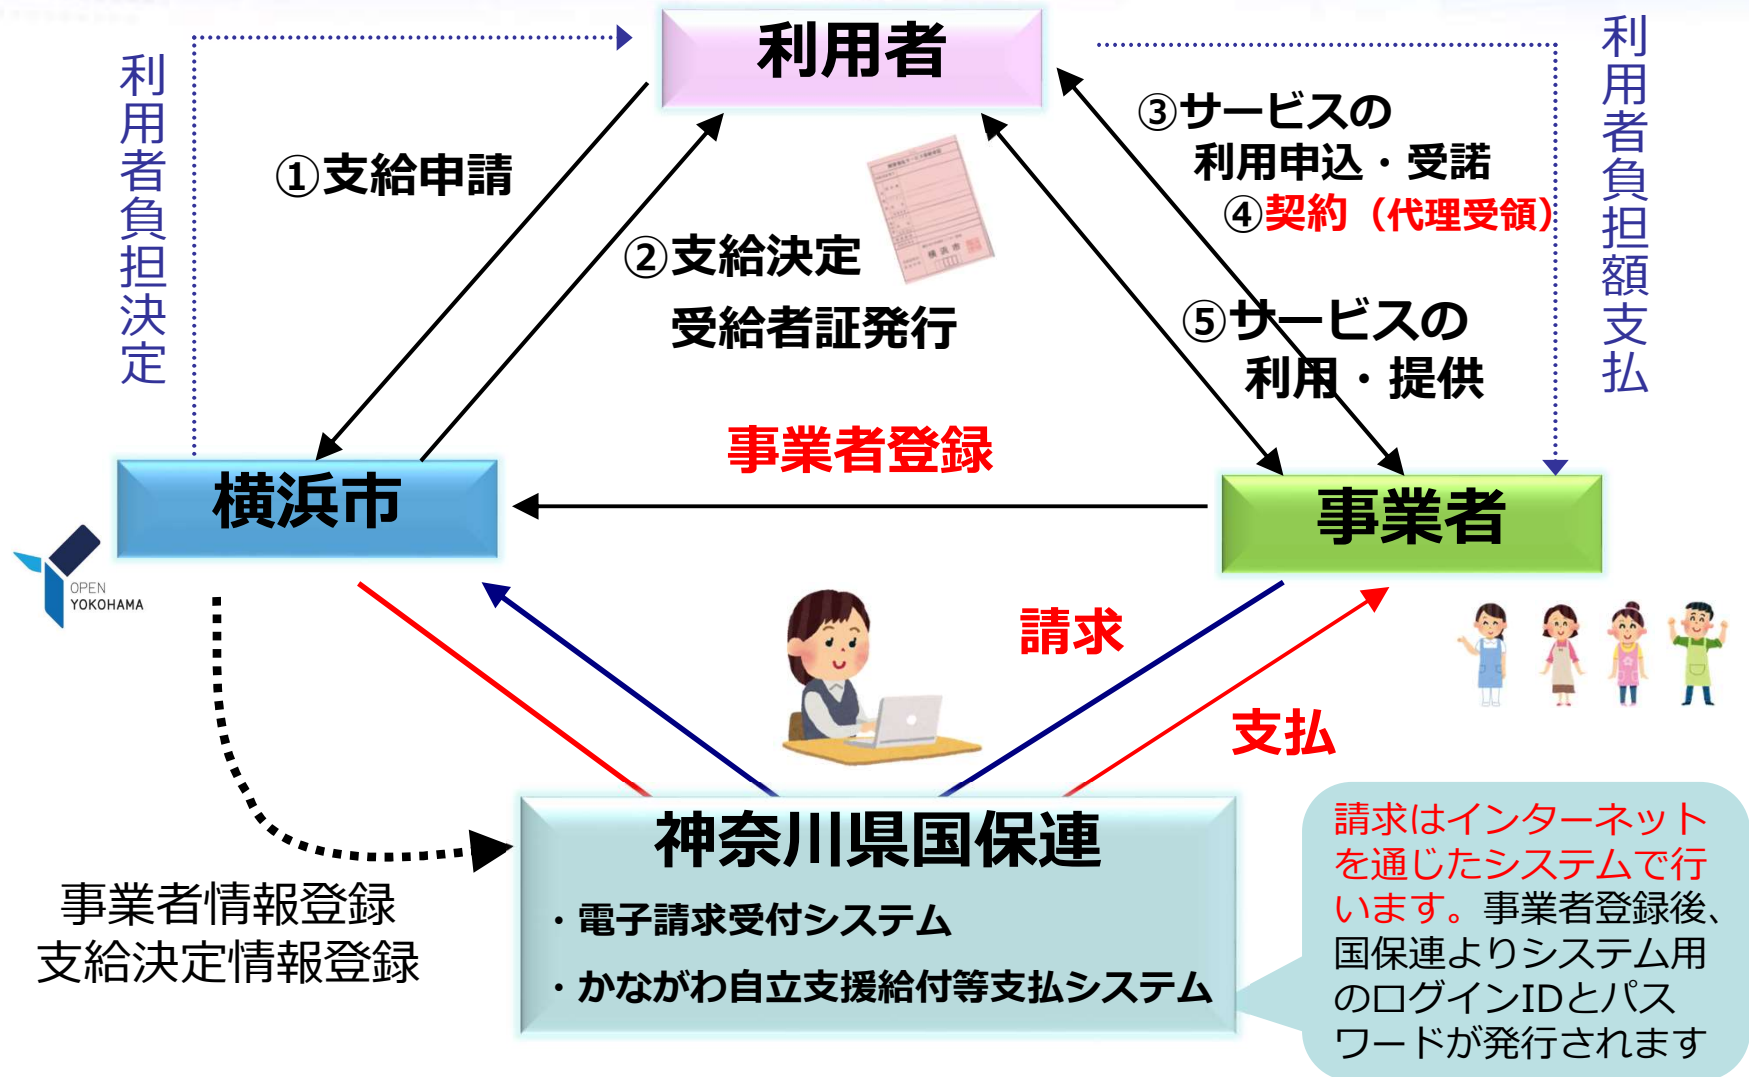 利用者
利用者負担決定
利用者負担額支払
①支給申請
②支給決定
受給者証発行
③サービスの
利用申込・受諾
④契約（代理受領）
⑤サービスの
利用・提供
横浜市
事業者登録
横浜市
事業者
OPEN
YOKOHAMA
請求
支払
事業者情報登録
支給決定情報登録
神奈川県国保連
・電子請求受付システム
・かながわ自立支援給付等支払システム
請求はインターネット
を通じたシステムで行
います。事業者登録後、
国保連よりシステム用
のログインIDとパス
ワードが発行されます